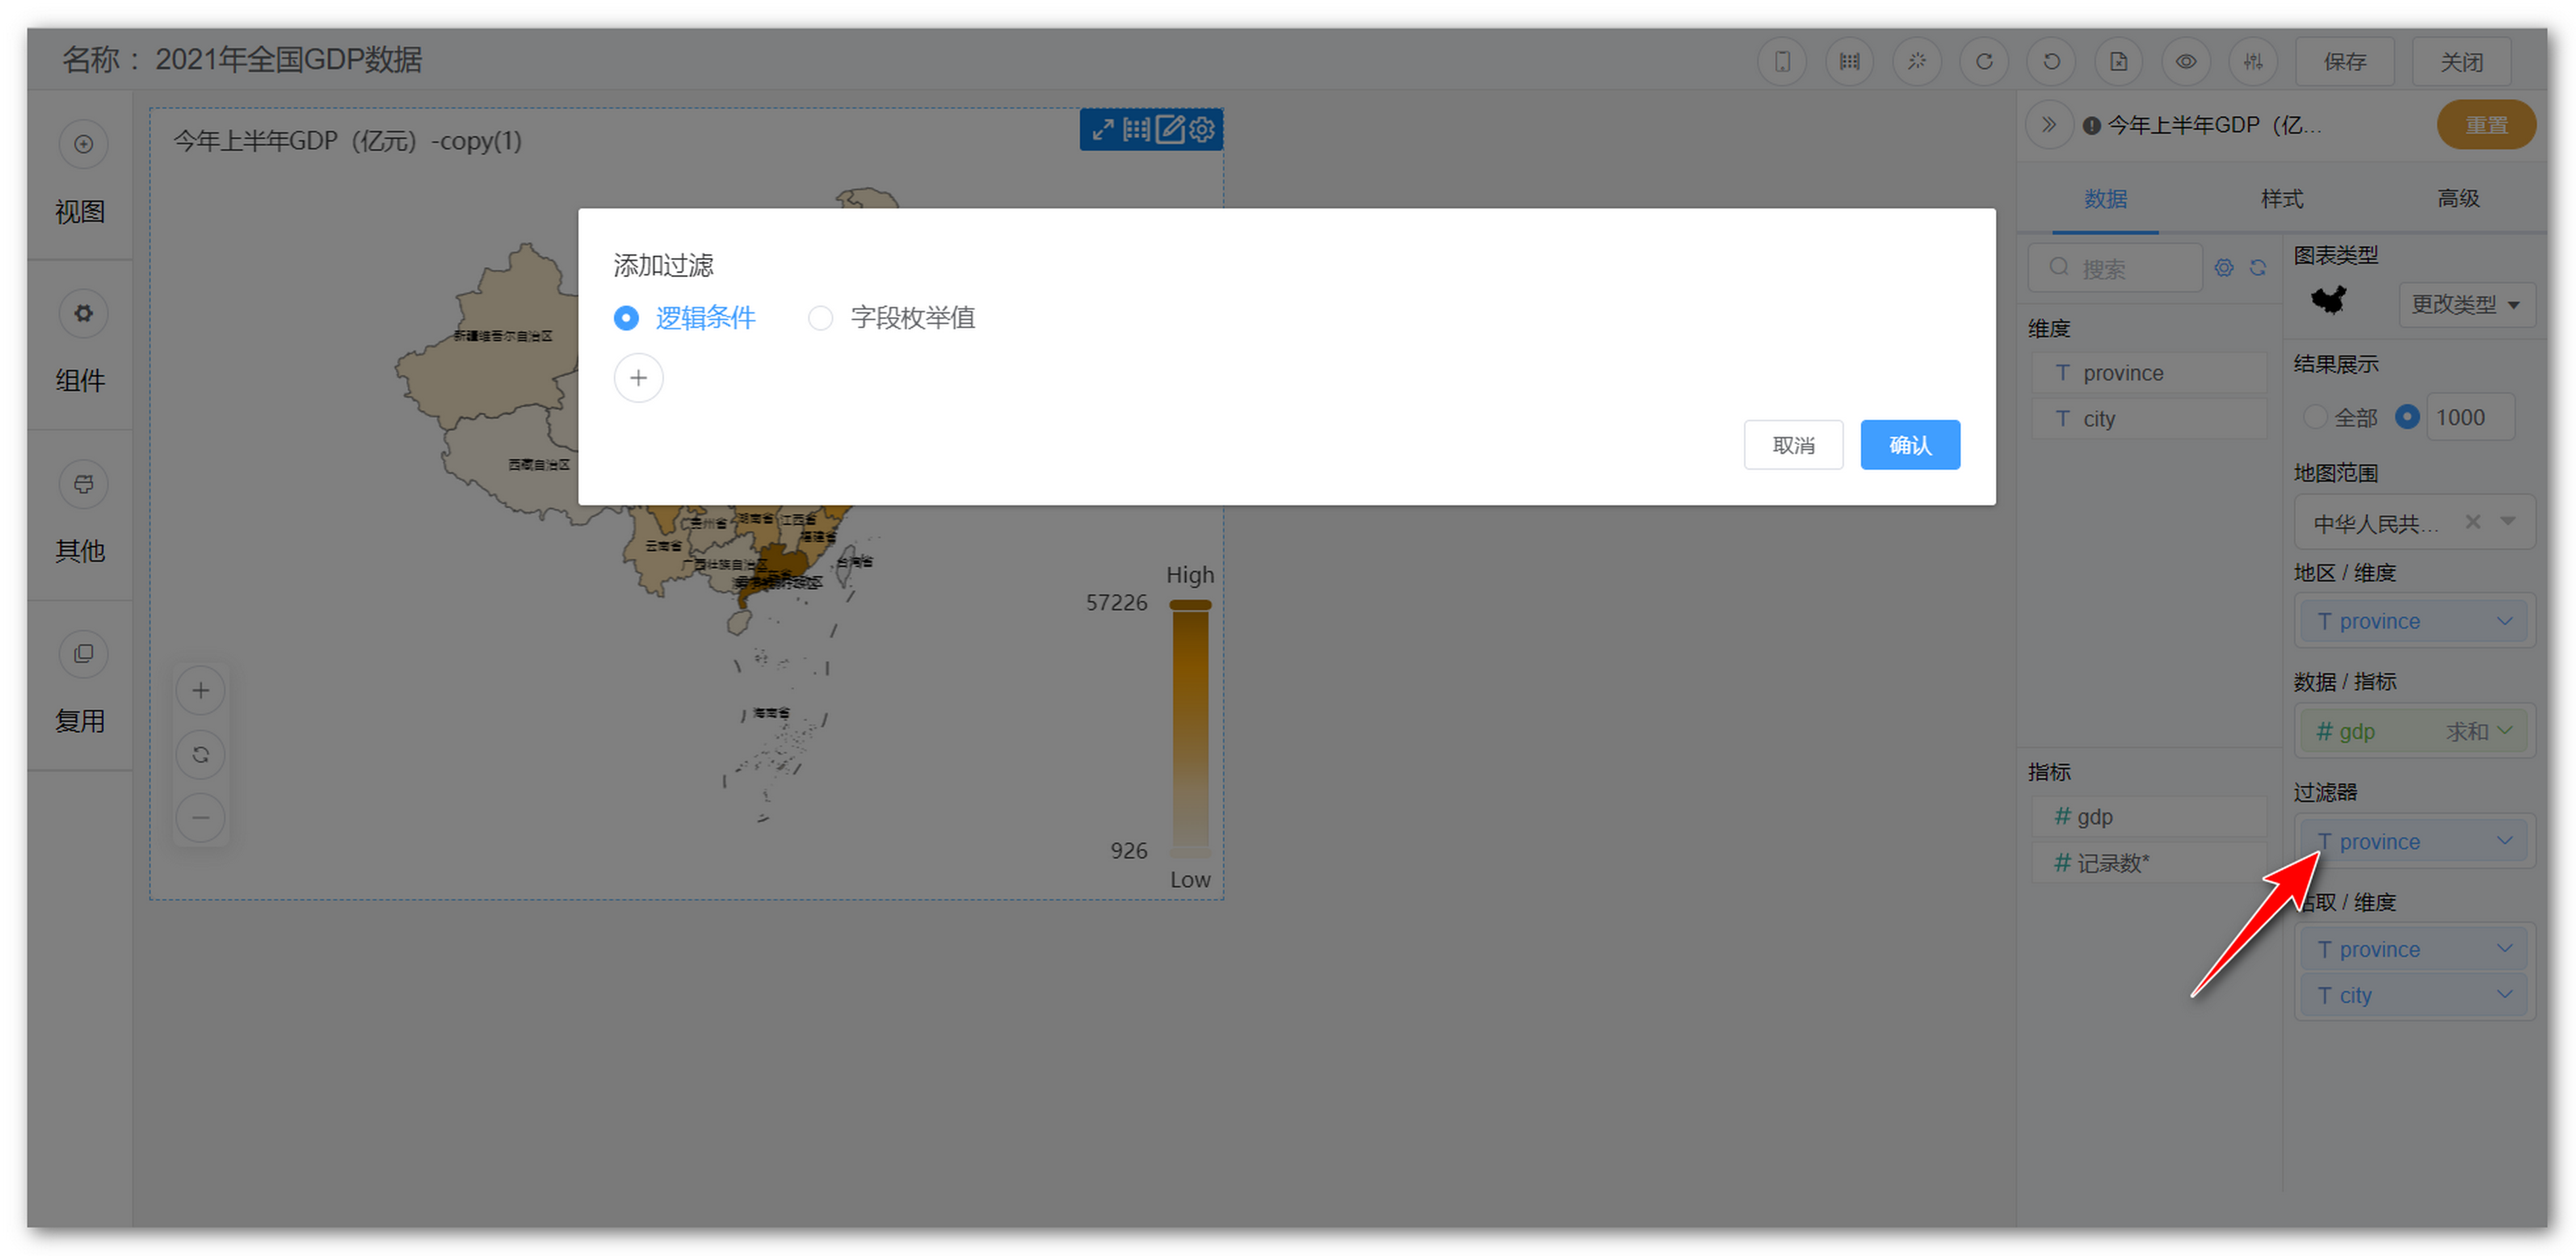 名称： 2021年全国GDP数据
保存
关闭
视图
组件
其他
复用
今年上半年GDP（亿元）-copy(1)
新疆维吾尔自治区
西藏自治区
贵州省
湖南省
江西省
福建省
云南省
广西壮族自治区
台湾省
海南省
High
57226
926
Low
添加过滤
逻辑条件
字段枚举值
取消
确认
今年上半年GDP（亿...
重置
数据
样式
高级
搜索
维度
T province
T city
指标
# gdp
# 记录数*
图表类型
更改类型
结果展示
全部
1000
地图范围
中华人民共...
地区 / 维度
T province
数据 / 指标
# gdp 求和
过滤器
T province
取 / 维度
T province
T city